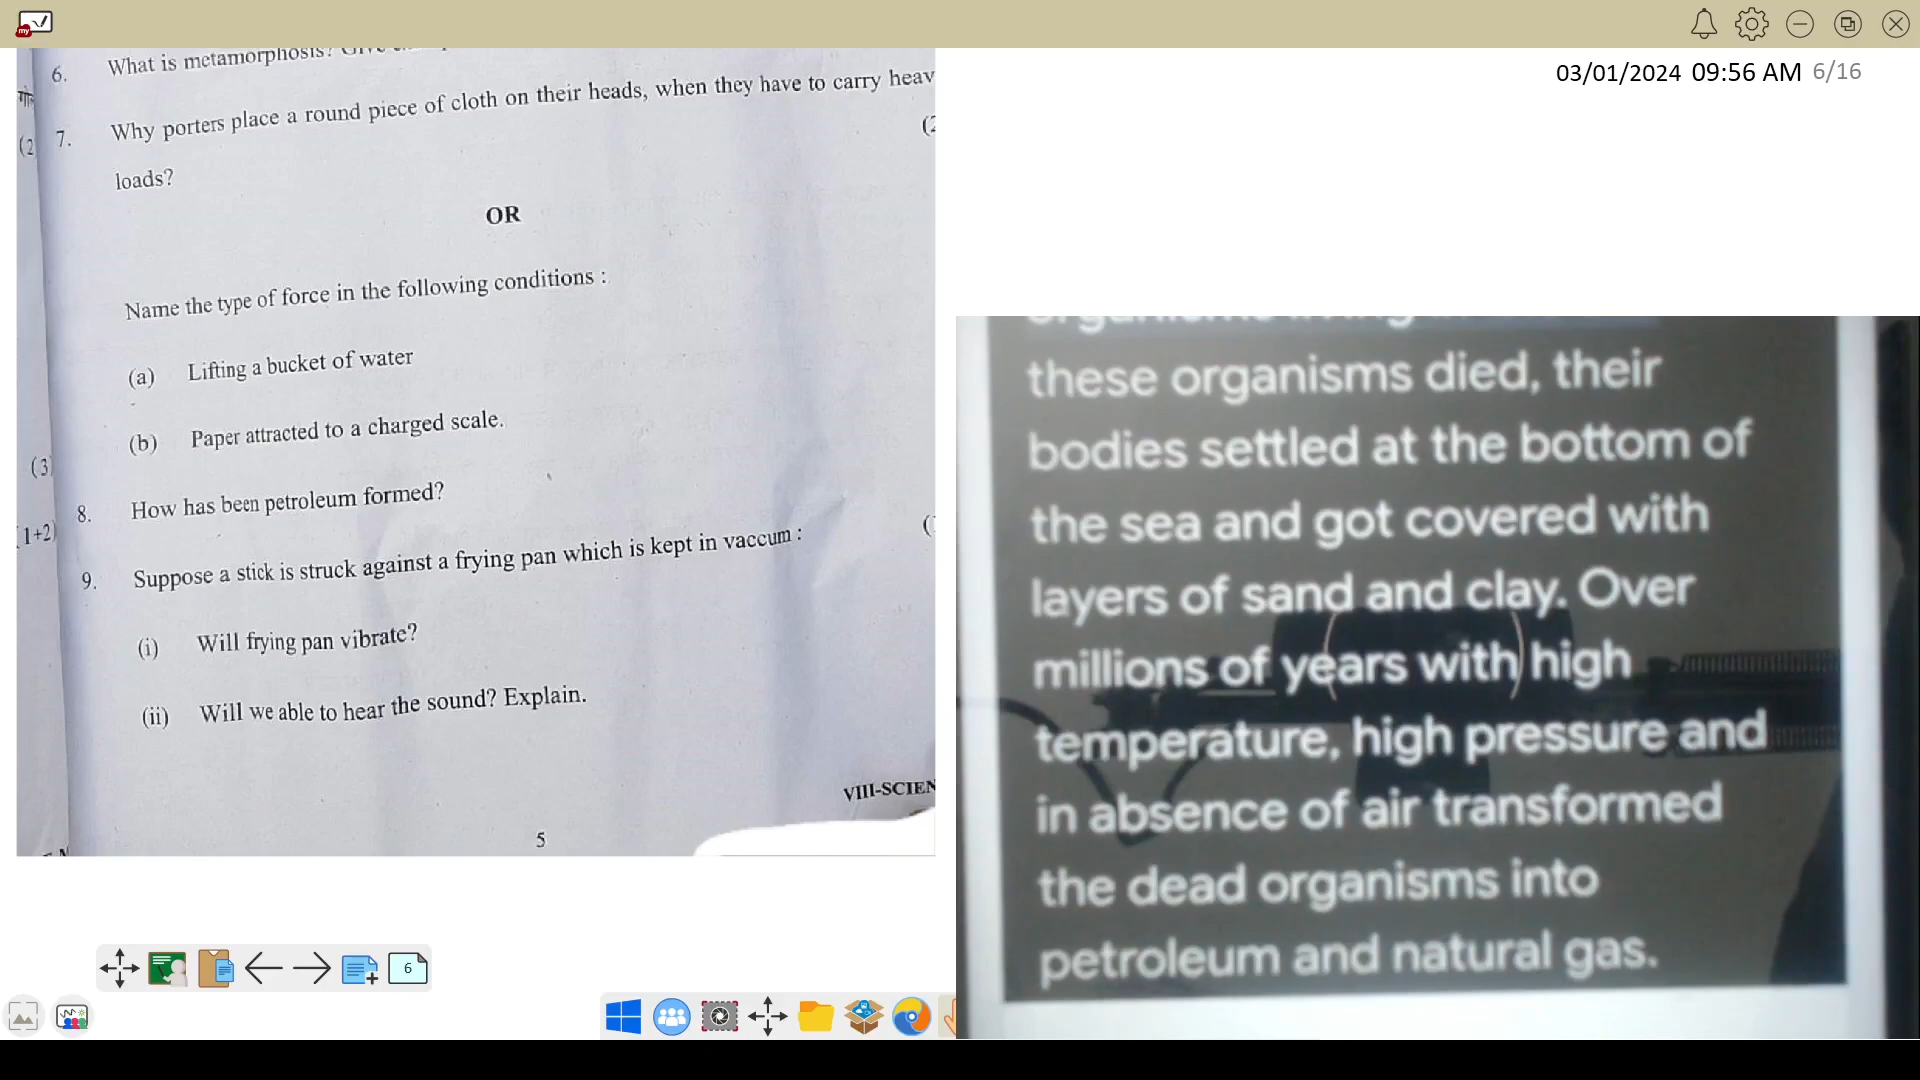 my
03/01/2024 09:56 AM 6/16
6. What is metamorphosis?
7. Why porters place a round piece of cloth on their heads, when they have to carry heav
(2
(2
loads?
OR
Name the type of force in the following conditions :
(a) Lifting a bucket of water
(b) Paper attracted to a charged scale.
(3)
8. How has been petroleum formed?
(1+2)
9. Suppose a stick is struck against a frying pan which is kept in vaccum :
(i) Will frying pan vibrate?
(ii) Will we able to hear the sound? Explain.
VIII-SCIEN
5
these organisms died, their
bodies settled at the bottom of
the sea and got covered with
layers of sand and clay. Over
millions of years with high
temperature, high pressure and
in absence of air transformed
the dead organisms into
petroleum and natural gas.
6